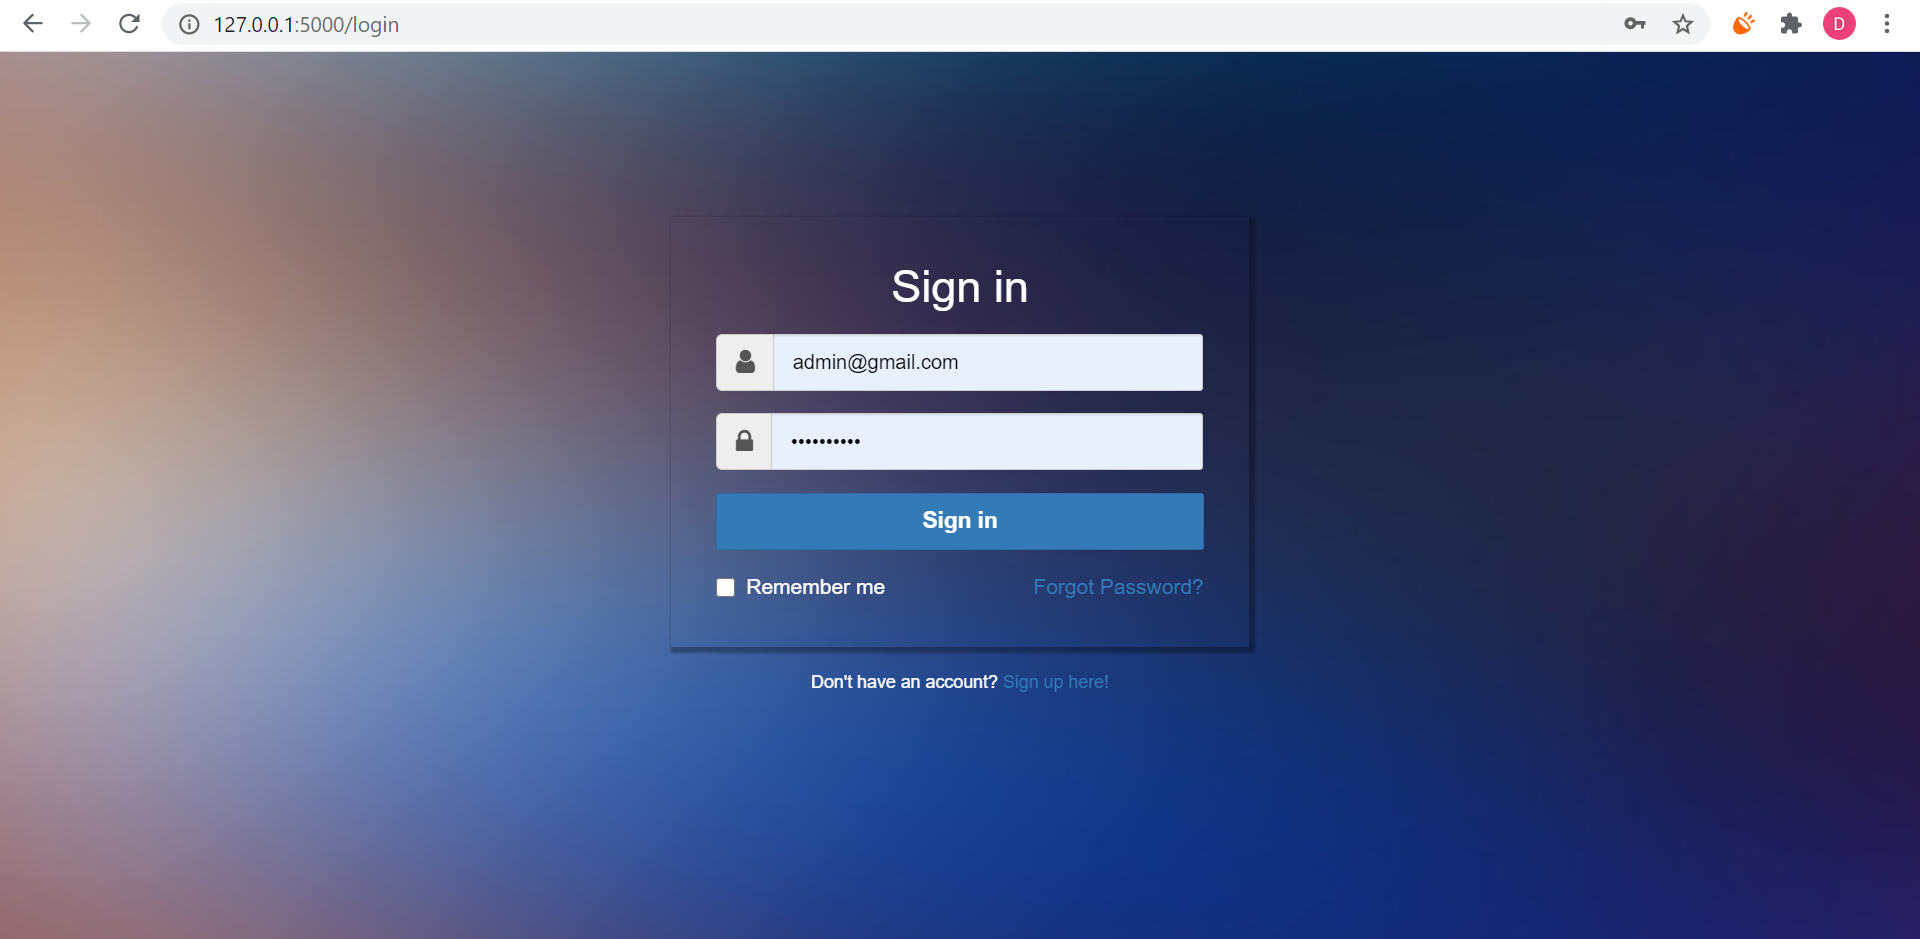 127.0.0.1:5000/login
D
Sign in
admin@gmail.com
••••••••••
Sign in
Remember me
Forgot Password?
Don't have an account? Sign up here!